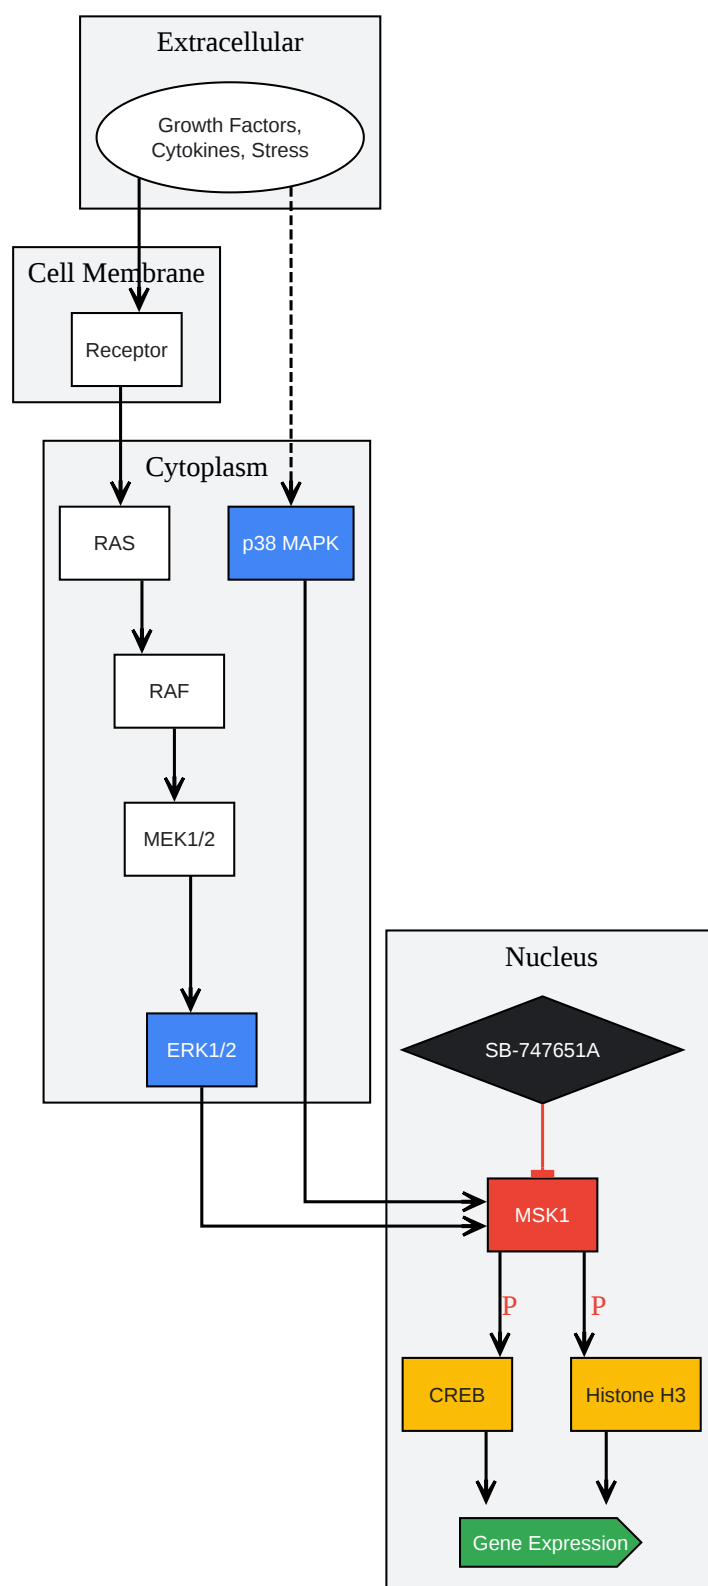 Extracellular
Growth Factors,
Cytokines, Stress
Cell Membrane
Receptor
Cytoplasm
RAS
p38 MAPK
RAF
MEK1/2
Nucleus
ERK1/2
SB-747651A
MSK1
P
P
CREB
Histone H3
Gene Expression